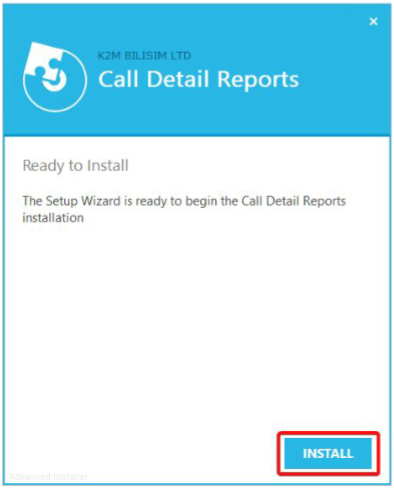 K2M BILISIM LTD
Call Detail Reports
Ready to Install
The Setup Wizard is ready to begin the Call Detail Reports
installation
INSTALL
Advanced Installer